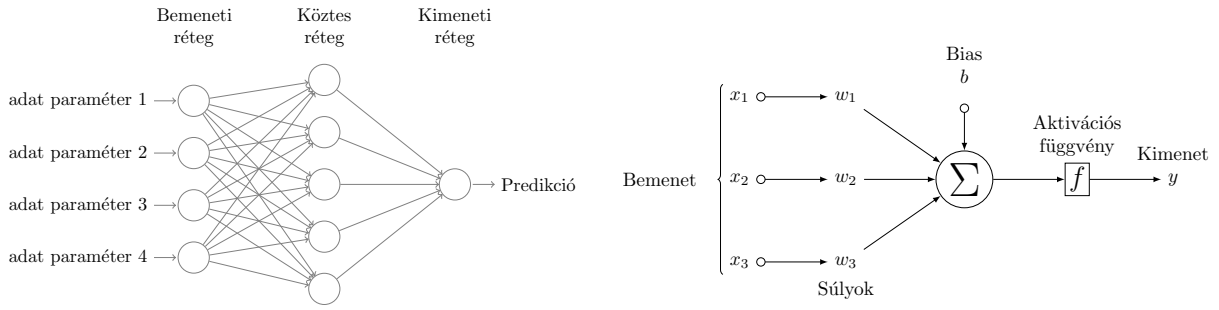 Bemeneti
réteg
Köztes
réteg
Kimeneti
réteg
adat paraméter 1
adat paraméter 2
adat paraméter 3
adat paraméter 4
Predikció
Bemenet
x₁
w₁
x₂
w₂
x₃
w₃
Súlyok
Bias
b
Σ
Aktivációs
függvény
f
Kimenet
y